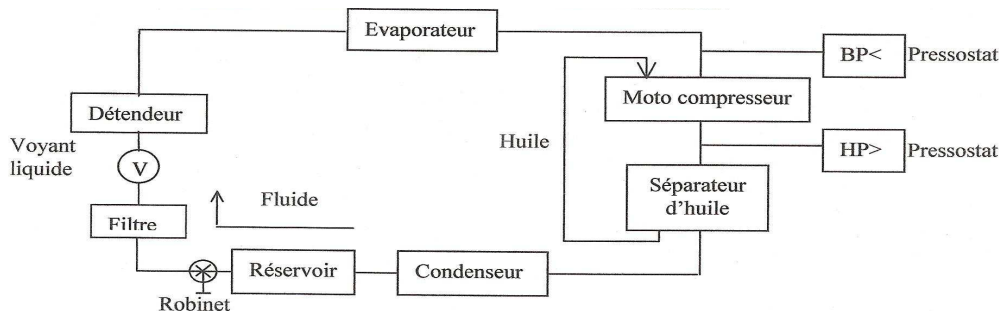 Evaporateur
BP< Pressostat
Moto compresseur
Détendeur
Voyant
liquide
V
Huile
HP> Pressostat
Séparateur
d'huile
Fluide
Filtre
Réservoir
Condenseur
Robinet